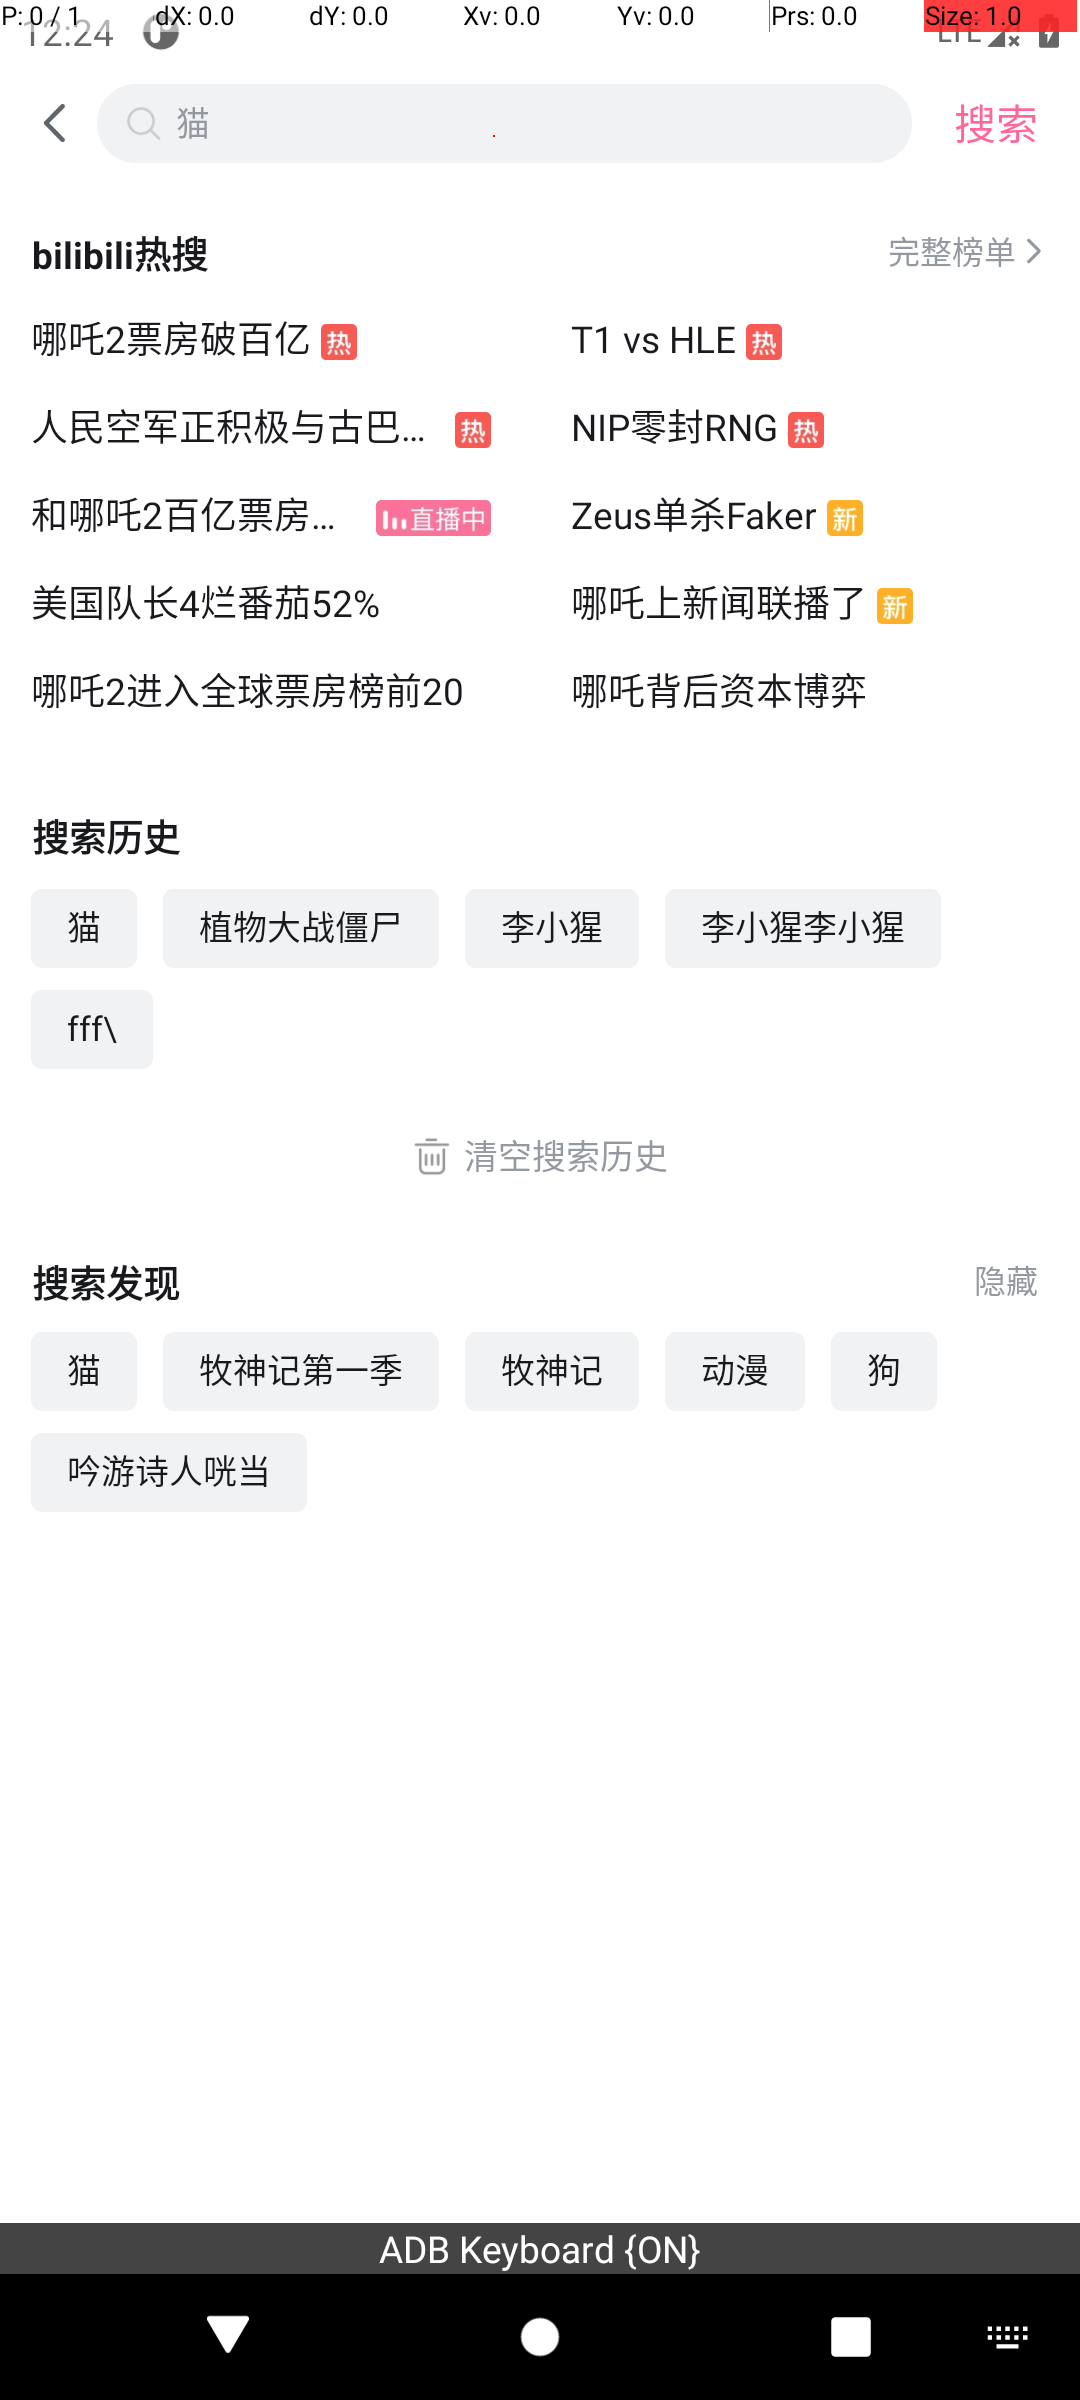 P: 0 / 1 dX: 0.0 dY: 0.0 Xv: 0.0 Yv: 0.0 Prs: 0.0 Size: 1.0
12:24 LTE
猫 搜索
bilibili热搜 完整榜单
哪吒2票房破百亿 热 T1 vs HLE 热
人民空军正积极与古巴... 热 NIP零封RNG 热
和哪吒2百亿票房... 直播中 Zeus单杀Faker 新
美国队长4烂番茄52% 哪吒上新闻联播了 新
哪吒2进入全球票房榜前20 哪吒背后资本博弈
搜索历史
猫 植物大战僵尸 李小猩 李小猩李小猩
fff\
清空搜索历史
搜索发现 隐藏
猫 牧神记第一季 牧神记 动漫 狗
吟游诗人咣当
ADB Keyboard {ON}